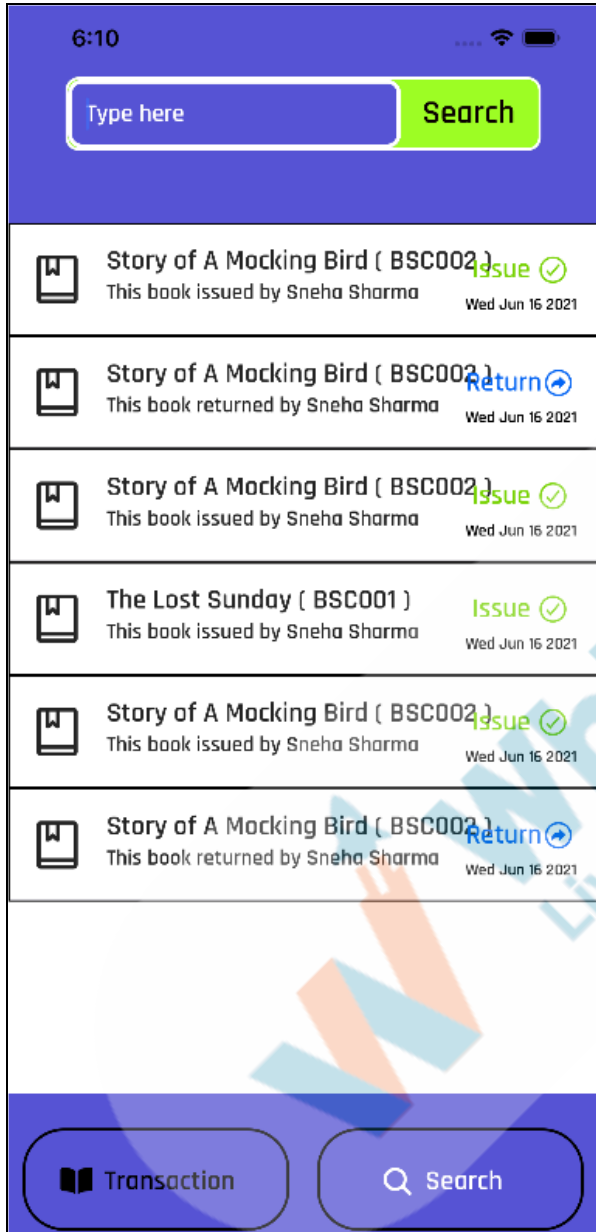 6:10
Type here
Search
Story of A Mocking Bird ( BSC002 )
Issue
This book issued by Sneha Sharma
Wed Jun 16 2021
Story of A Mocking Bird ( BSC002 )
Return
This book returned by Sneha Sharma
Wed Jun 16 2021
Story of A Mocking Bird ( BSC002 )
Issue
This book issued by Sneha Sharma
Wed Jun 16 2021
The Lost Sunday ( BSC001 )
Issue
This book issued by Sneha Sharma
Wed Jun 16 2021
Story of A Mocking Bird ( BSC002 )
Issue
This book issued by Sneha Sharma
Wed Jun 16 2021
Story of A Mocking Bird ( BSC002 )
Return
This book returned by Sneha Sharma
Wed Jun 16 2021
Transaction
Search